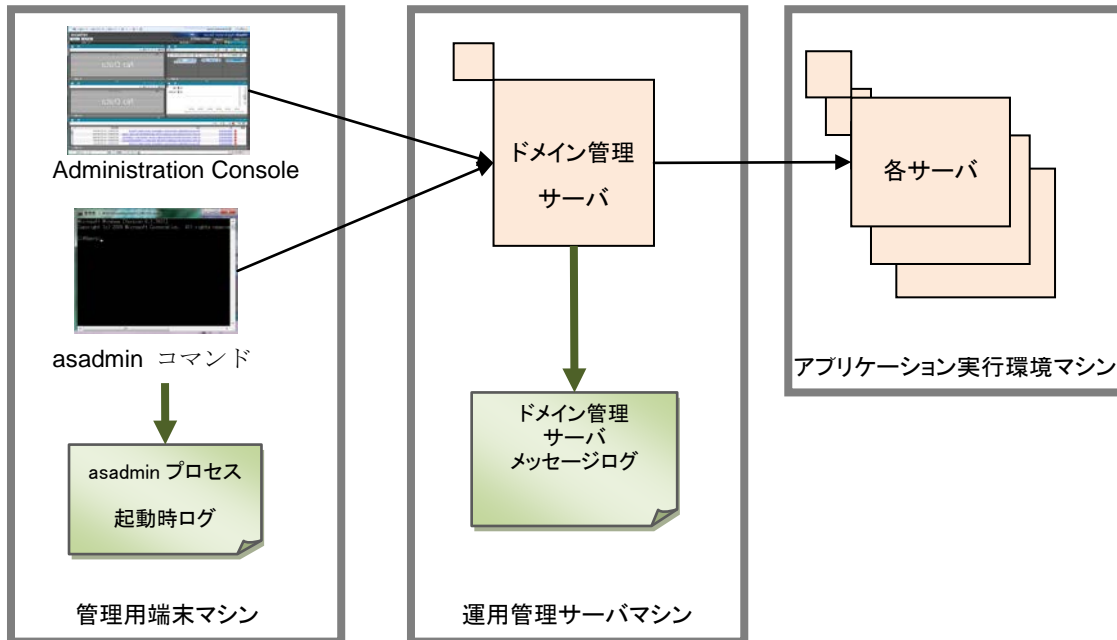 Administration Console
asadmin コマンド
asadmin プロセス
起動時ログ
管理用端末マシン
ドメイン管理
サーバ
ドメイン管理
サーバ
メッセージログ
運用管理サーバマシン
各サーバ
アプリケーション実行環境マシン